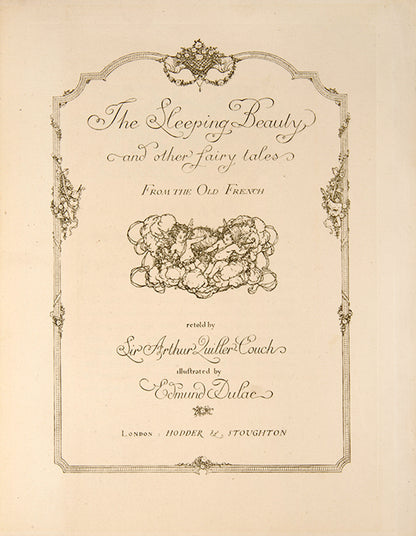 The Sleeping Beauty
and other fairy tales
FROM THE OLD FRENCH
retold by
Sir Arthur Quiller-Couch
illustrated by
Edmund Dulac
LONDON: HODDER & STOUGHTON